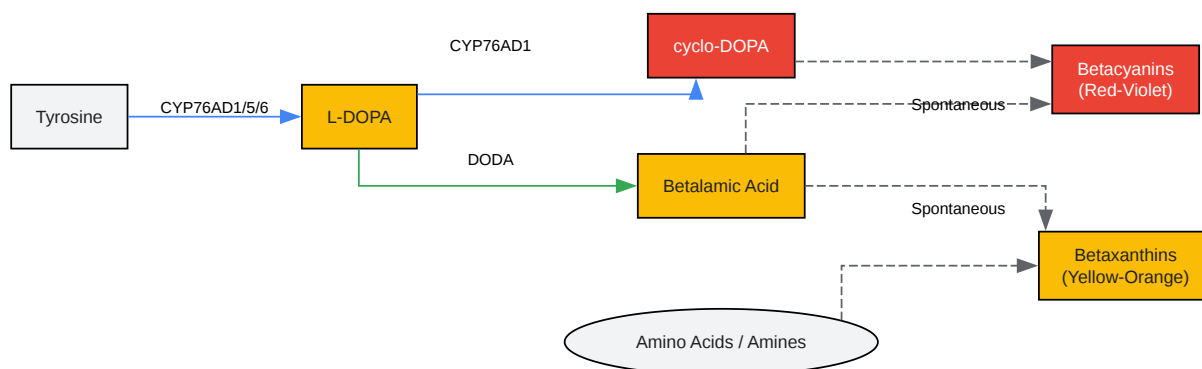 CYP76AD1
cyclo-DOPA
Betacyanins
(Red-Violet)
Tyrosine
CYP76AD1/5/6
L-DOPA
Spontaneous
DODA
Betalamic Acid
Spontaneous
Betaxanthins
(Yellow-Orange)
Amino Acids / Amines